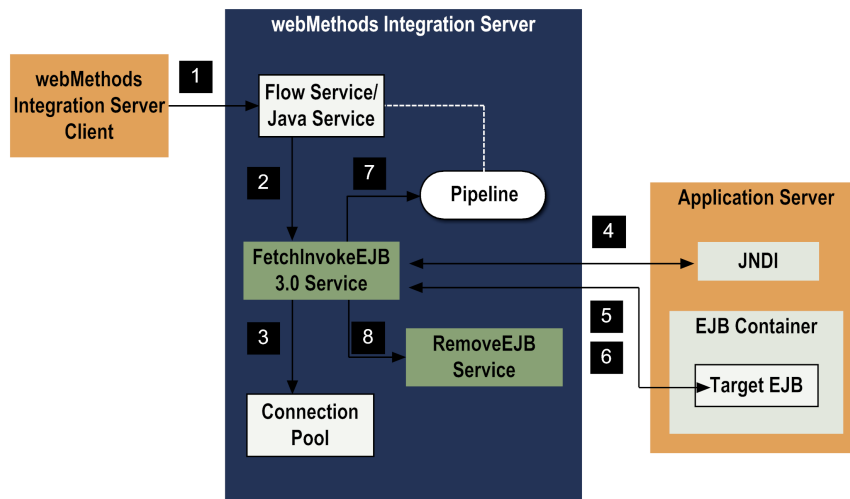 webMethods Integration Server
webMethods
Integration Server
Client
1
Flow Service/
Java Service
2
7
Pipeline
Application Server
4
JNDI
FetchInvokeEJB
3.0 Service
3
8
RemoveEJB
Service
5
6
EJB Container
Target EJB
Connection
Pool